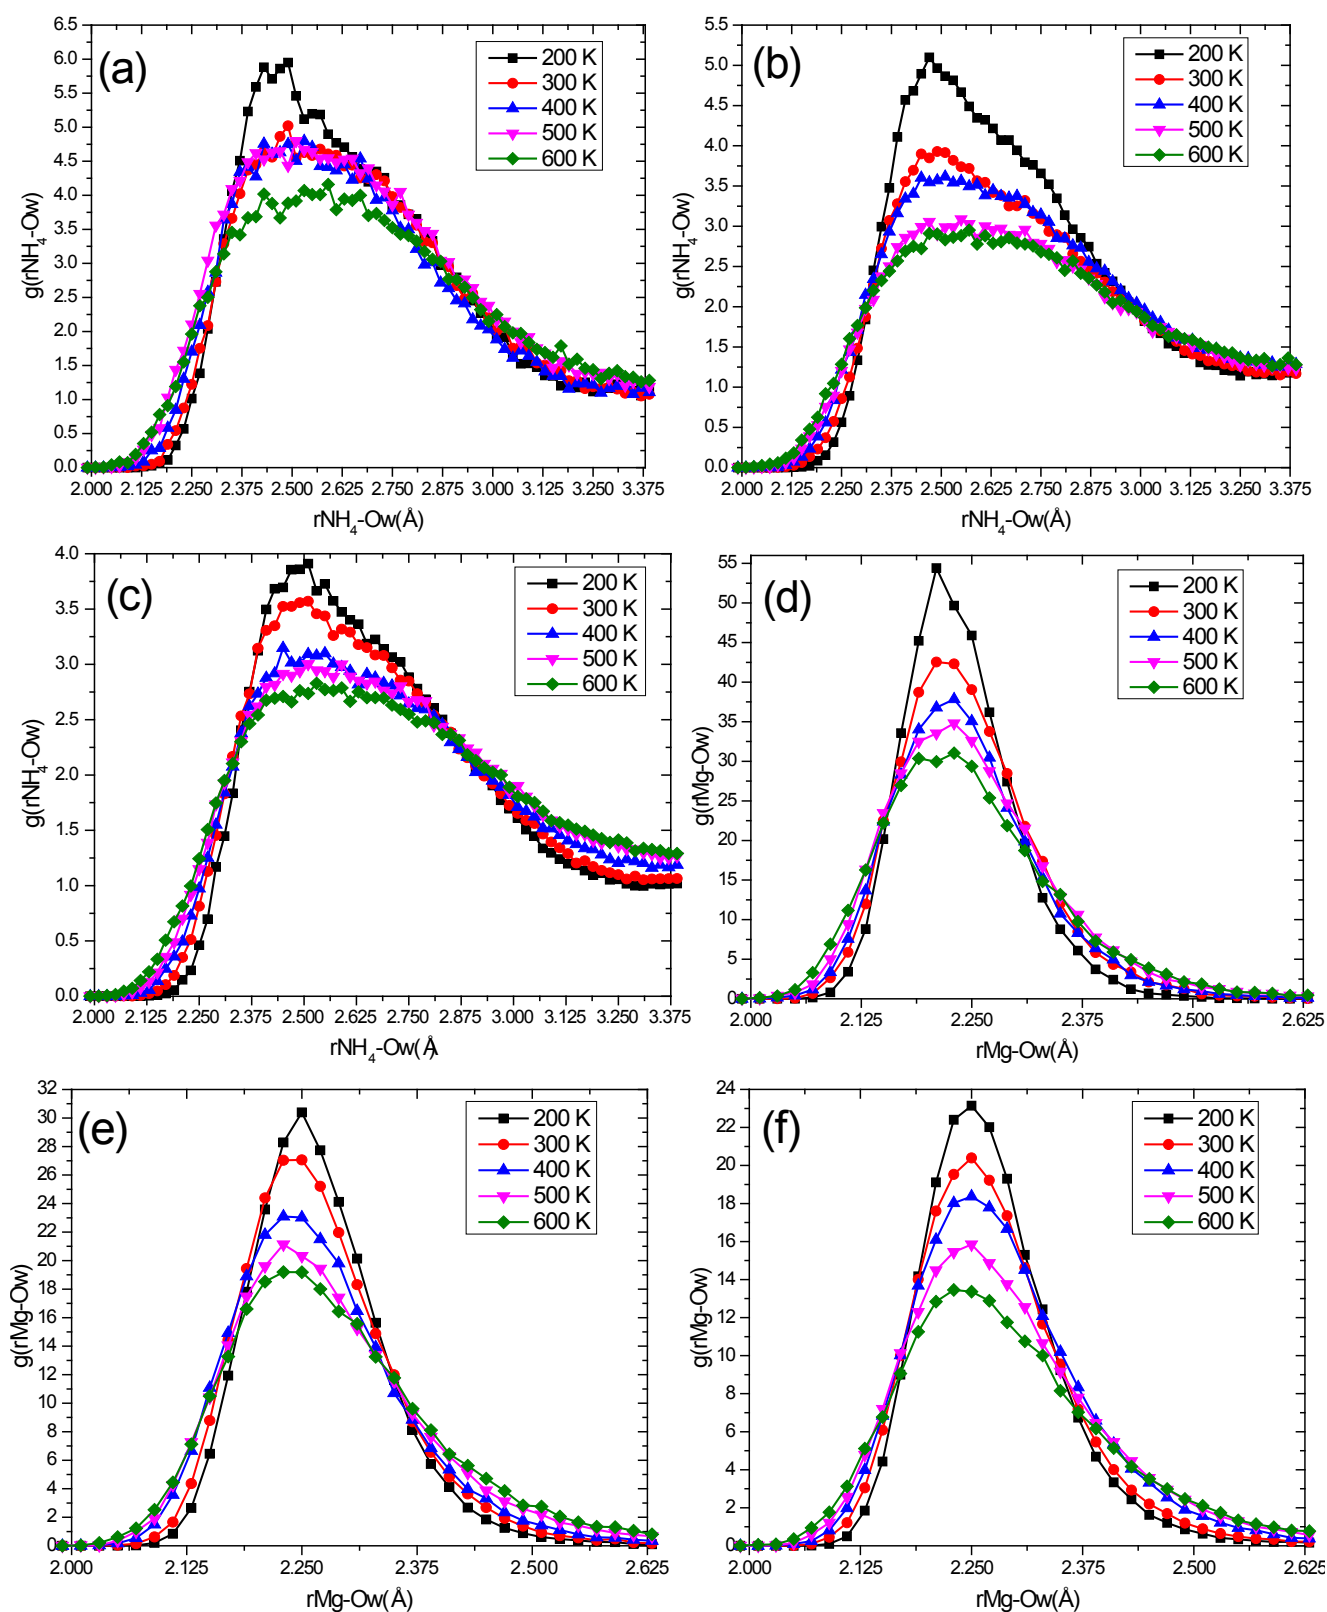 (a)
g(rNH4-Ow)
6.5
6.0
5.5
5.0
4.5
4.0
3.5
3.0
2.5
2.0
1.5
1.0
0.5
0.0
200 K
300 K
400 K
500 K
600 K
2.000 2.125 2.250 2.375 2.500 2.625 2.750 2.875 3.000 3.125 3.250 3.375
rNH4-Ow(Å)
(b)
g(rNH4-Ow)
5.5
5.0
4.5
4.0
3.5
3.0
2.5
2.0
1.5
1.0
0.5
0.0
200 K
300 K
400 K
500 K
600 K
2.000 2.125 2.250 2.375 2.500 2.625 2.750 2.875 3.000 3.125 3.250 3.375
rNH4-Ow(Å)
(c)
g(rNH4-Ow)
4.0
3.5
3.0
2.5
2.0
1.5
1.0
0.5
0.0
200 K
300 K
400 K
500 K
600 K
2.000 2.125 2.250 2.375 2.500 2.625 2.750 2.875 3.000 3.125 3.250 3.375
rNH4-Ow(Å)
(d)
g(rMg-Ow)
55
50
45
40
35
30
25
20
15
10
5
0
200 K
300 K
400 K
500 K
600 K
2.000 2.125 2.250 2.375 2.500 2.625
rMg-Ow(Å)
(e)
g(rMg-Ow)
32
30
28
26
24
22
20
18
16
14
12
10
8
6
4
2
0
200 K
300 K
400 K
500 K
600 K
2.000 2.125 2.250 2.375 2.500 2.625
rMg-Ow(Å)
(f)
g(rMg-Ow)
24
22
20
18
16
14
12
10
8
6
4
2
0
200 K
300 K
400 K
500 K
600 K
2.000 2.125 2.250 2.375 2.500 2.625
rMg-Ow(Å)